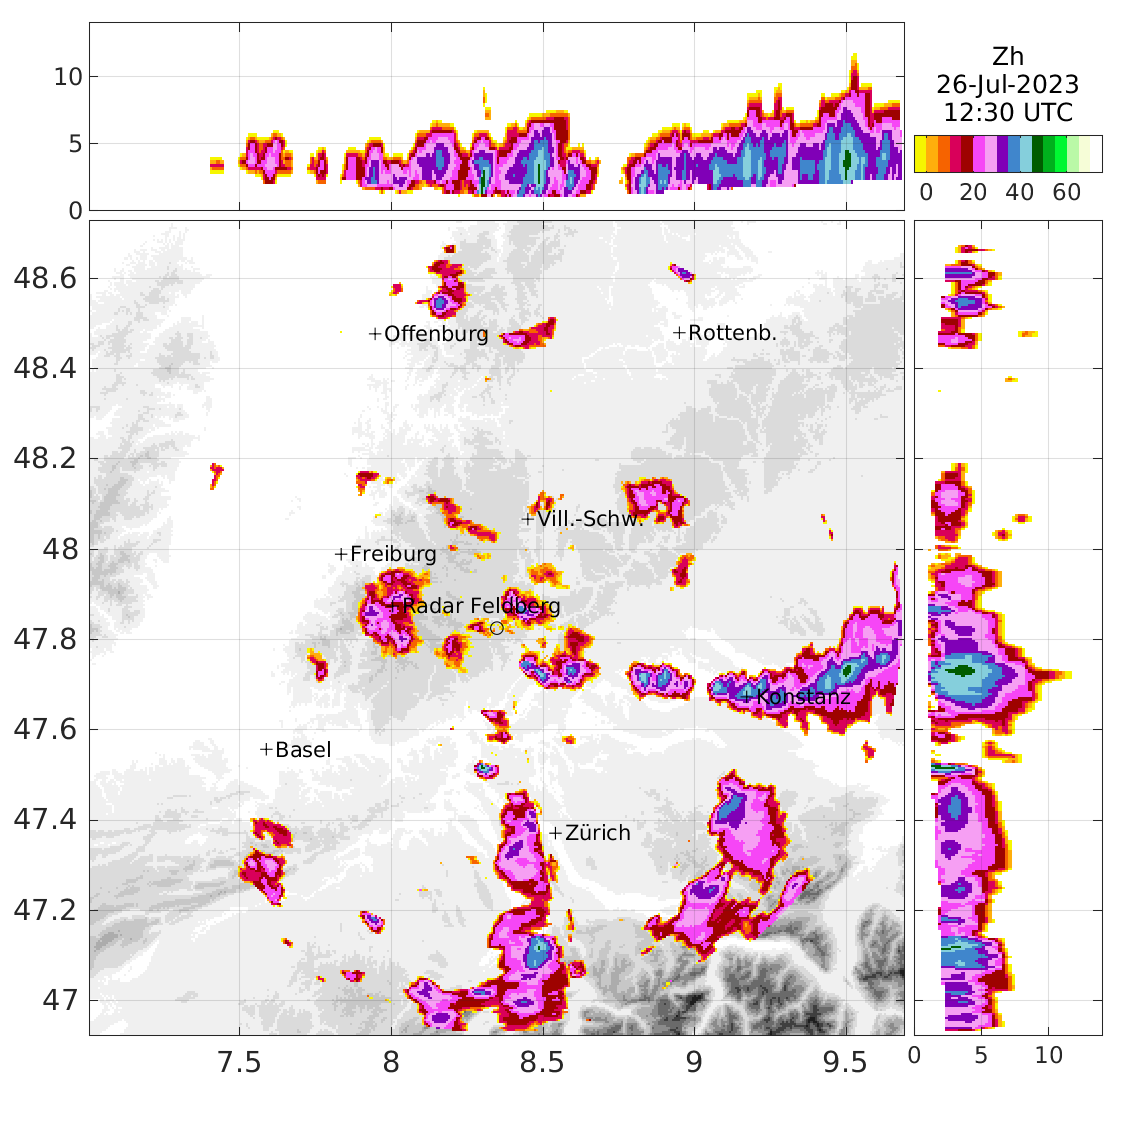 10
5
0
Zh
26-Jul-2023
12:30 UTC
0 20 40 60
48.6
48.4
48.2
48
47.8
47.6
47.4
47.2
47
+Offenburg
+Rottenb.
+Vill.-Schw.
+Freiburg
+Radar Feldberg
+Konstanz
+Basel
+Zürich
7.5 8 8.5 9 9.5
0 5 10